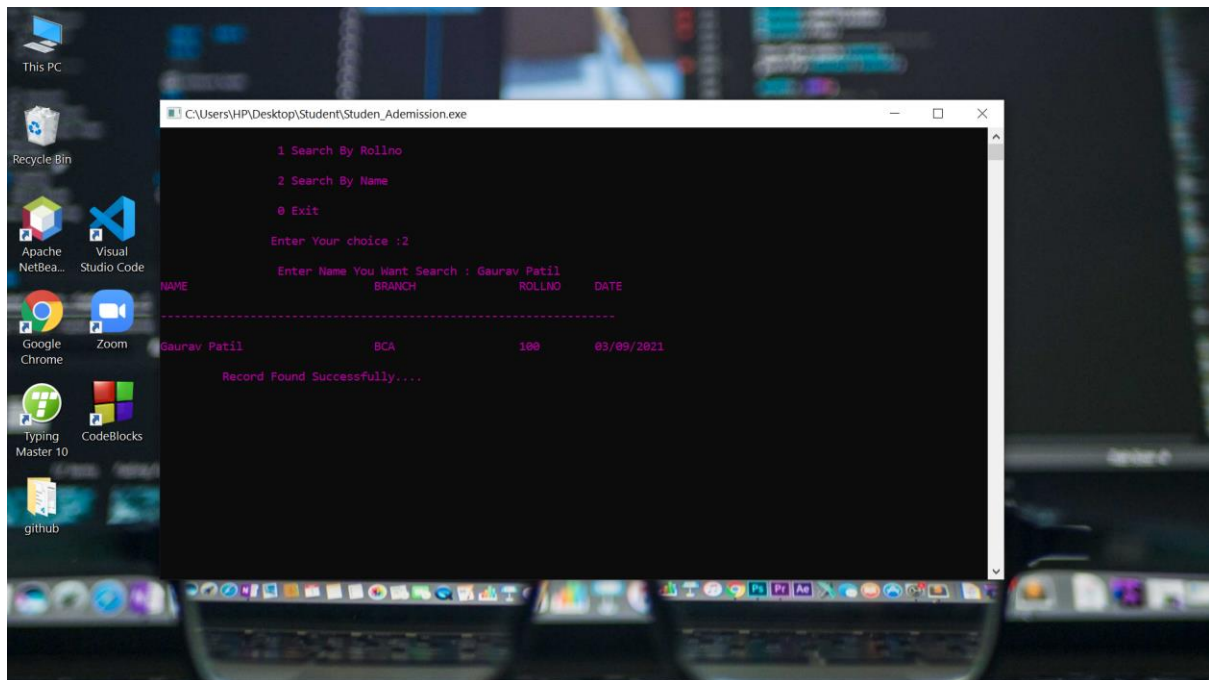 This PC
Recycle Bin
Apache
NetBea...
Visual
Studio Code
Google
Chrome
Zoom
Typing
Master 10
CodeBlocks
github
C:\Users\HP\Desktop\Student\Studen_Ademission.exe
1 Search By Rollno
2 Search By Name
0 Exit
Enter Your choice :2
Enter Name You Want Search : Gaurav Patil
NAME BRANCH ROLLNO DATE
-----------------------------------------------------------------
Gaurav Patil BCA 100 03/09/2021
Record Found Successfully....
Ps Pr Ae